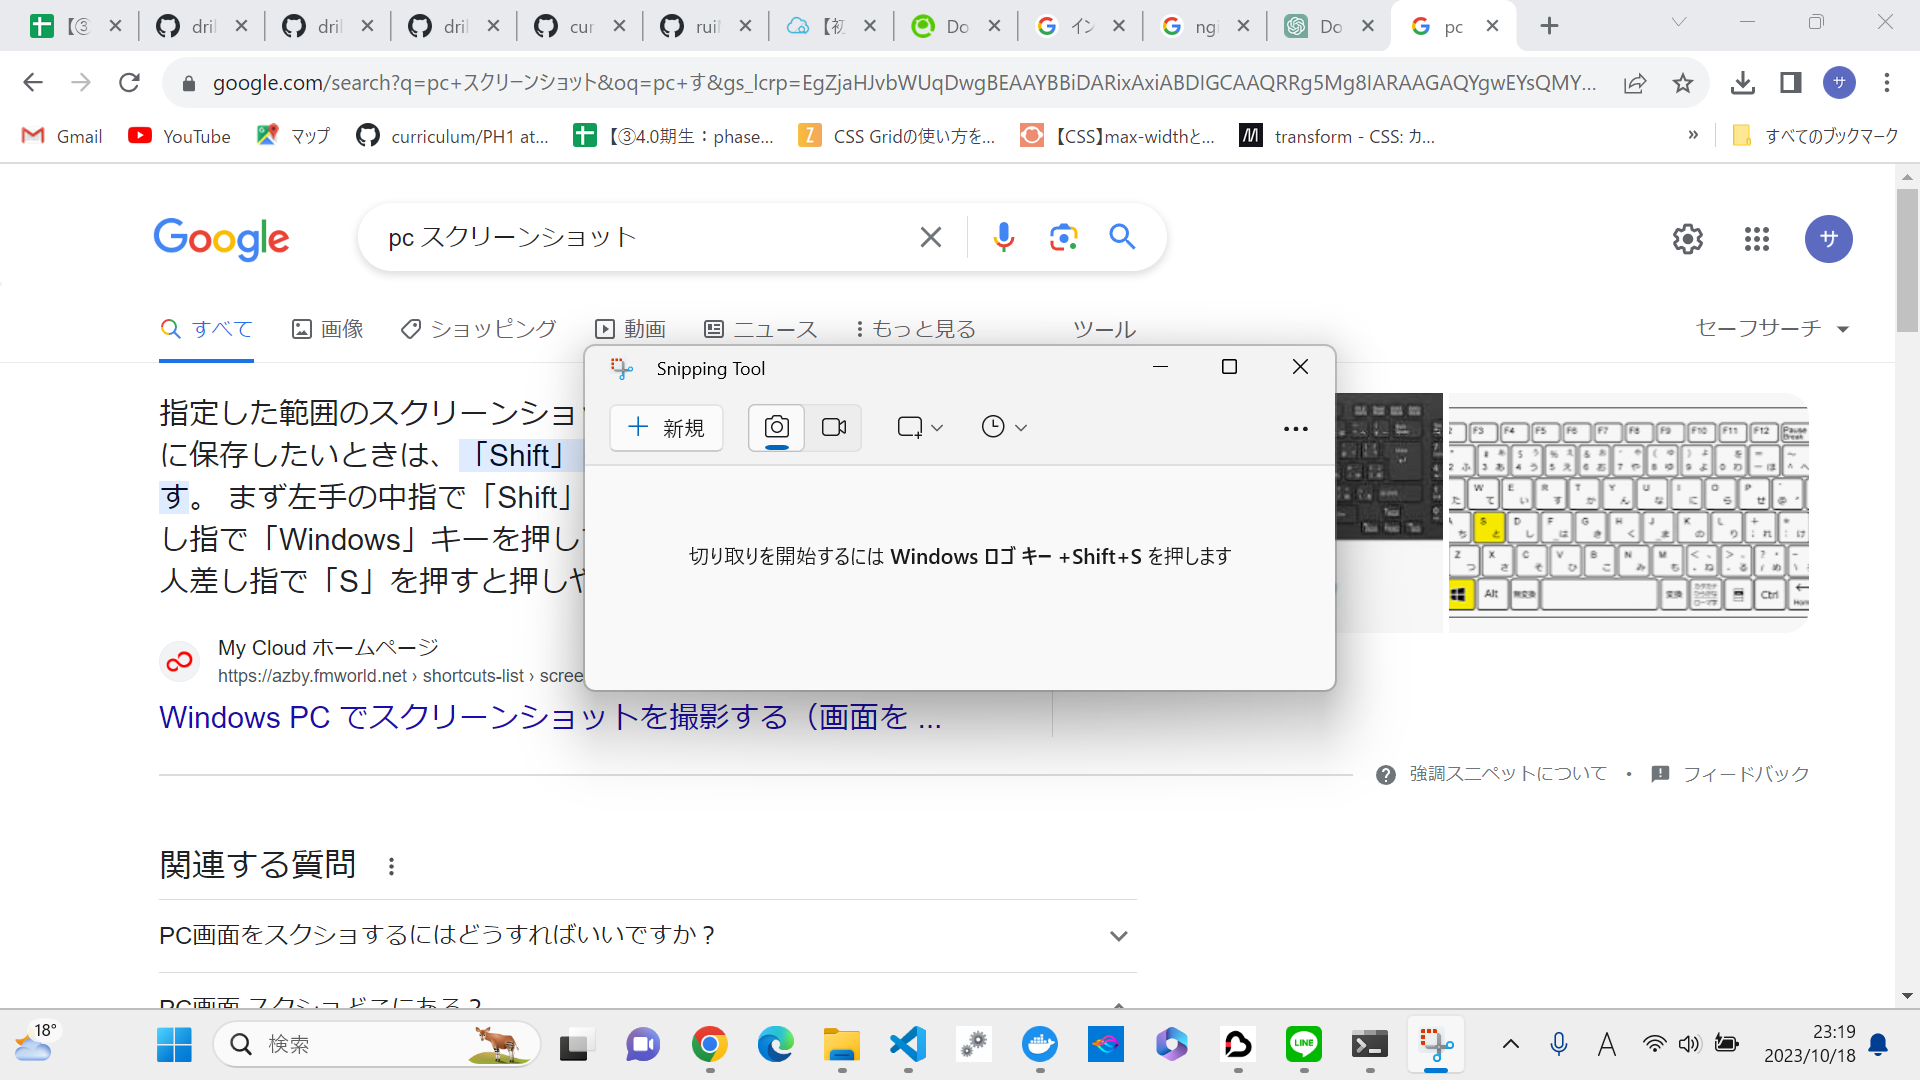 【③
dril
dril
dril
cur
ruif
【初
Do
イン
ngi
Do
pc
google.com/search?q=pc+スクリーンショット&oq=pc+す&gs_lcrp=EgZjaHJvbWUqDwgBEAAYBBiDARixAxiABDIGCAAQRRg5Mg8IARAAGAQYgwEYsQMY...
サ
Gmail
YouTube
マップ
curriculum/PH1 at...
【③4.0期生：phase...
CSS Gridの使い方を...
【CSS】max-widthと...
transform - CSS: カ...
»
すべてのブックマーク
Google
pc スクリーンショット
サ
すべて
画像
ショッピング
動画
ニュース
もっと見る
ツール
セーフサーチ
指定した範囲のスクリーンショ
に保存したいときは、「Shift」
す。 まず左手の中指で「Shift」
し指で「Windows」キーを押し
人差し指で「S」を押すと押しや
Snipping Tool
新規
切り取りを開始するには Windows ロゴ キー +Shift+S を押します
My Cloud ホームページ
https://azby.fmworld.net › shortcuts-list › scree
Windows PC でスクリーンショットを撮影する（画面を ...
強調スニペットについて
•
フィードバック
関連する質問
PC画面をスクショするにはどうすればいいですか？
PC画面 スクショ どこにある？
18°
検索
LINE
A
23:19
2023/10/18